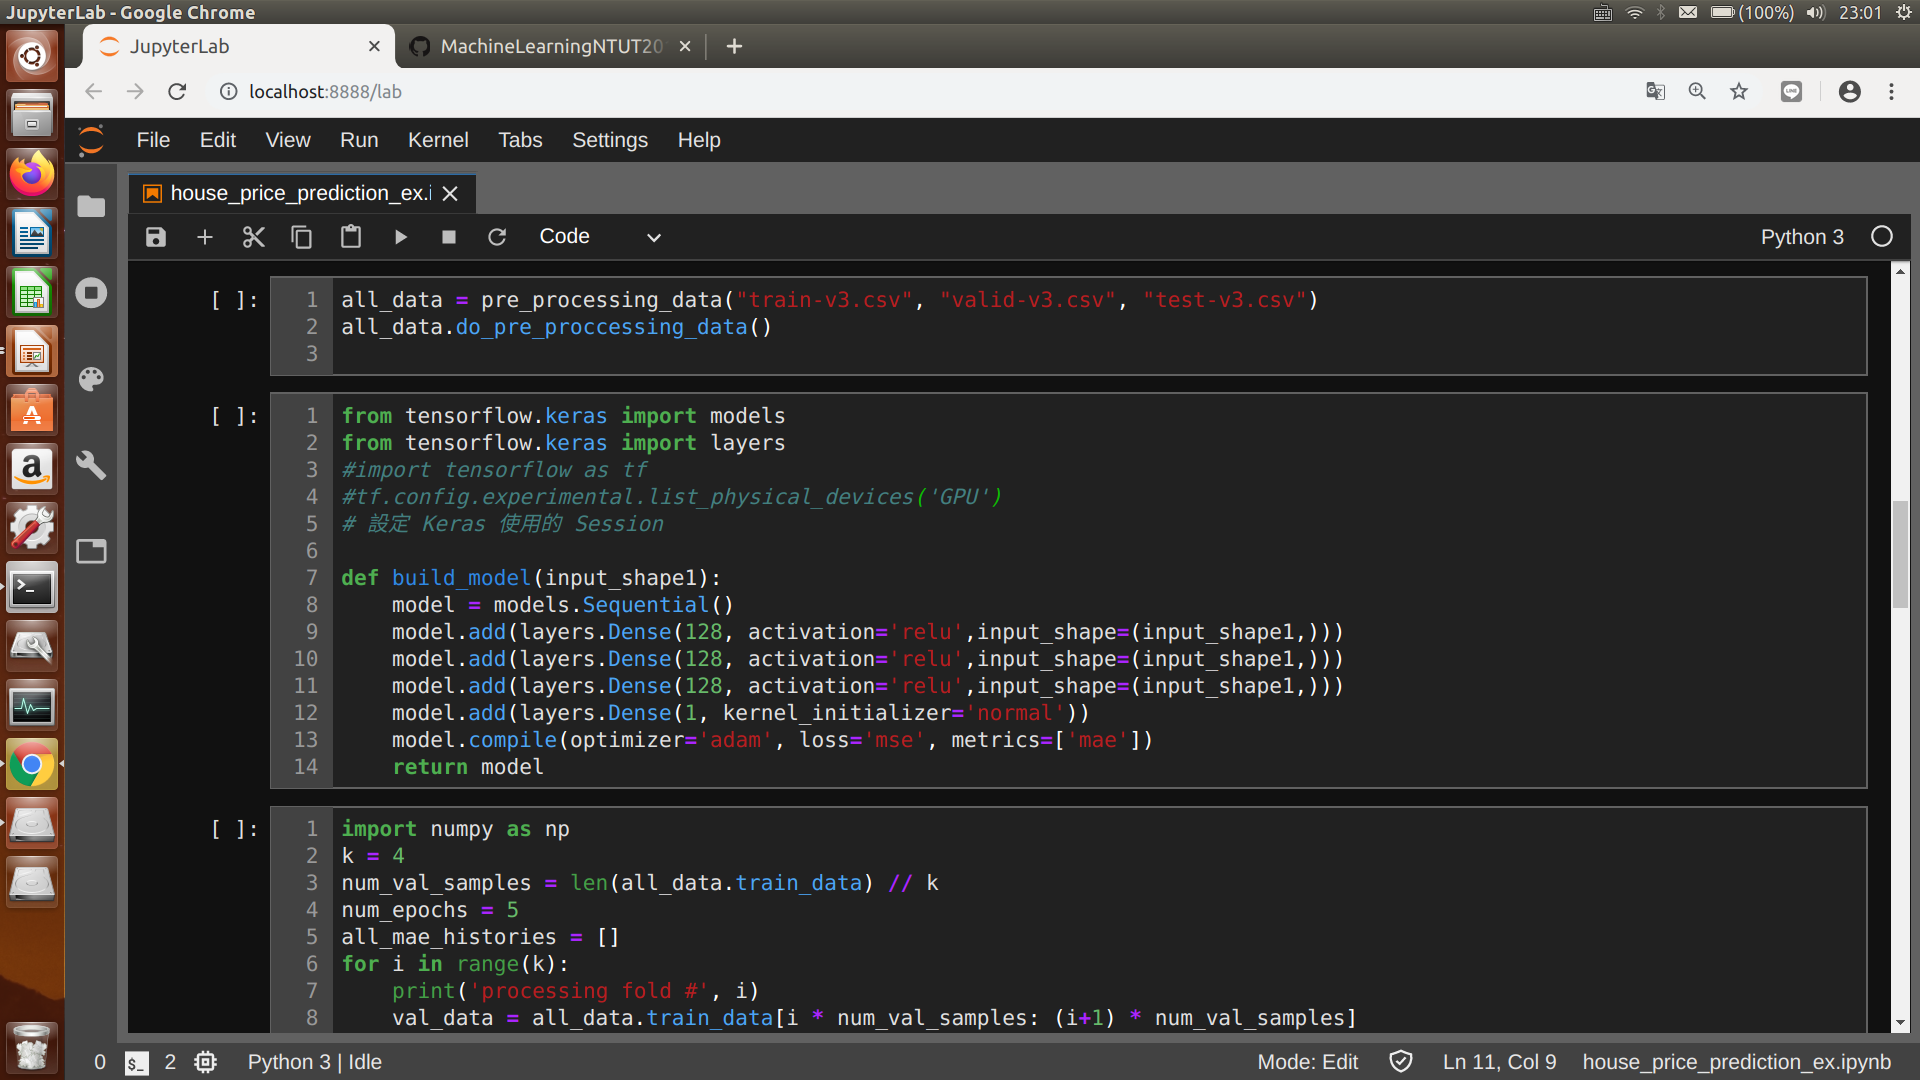 JupyterLab - Google Chrome
(100%) 23:01
JupyterLab
MachineLearningNTUT20
localhost:8888/lab
File Edit View Run Kernel Tabs Settings Help
house_price_prediction_ex.i
Code
Python 3
[ ]:
1 all_data = pre_processing_data("train-v3.csv", "valid-v3.csv", "test-v3.csv")
2 all_data.do_pre_proccessing_data()
3
[ ]:
1 from tensorflow.keras import models
2 from tensorflow.keras import layers
3 #import tensorflow as tf
4 #tf.config.experimental.list_physical_devices('GPU')
5 # 設定 Keras 使用的 Session
6
7 def build_model(input_shape1):
8     model = models.Sequential()
9     model.add(layers.Dense(128, activation='relu',input_shape=(input_shape1,)))
10     model.add(layers.Dense(128, activation='relu',input_shape=(input_shape1,)))
11     model.add(layers.Dense(128, activation='relu',input_shape=(input_shape1,)))
12     model.add(layers.Dense(1, kernel_initializer='normal'))
13     model.compile(optimizer='adam', loss='mse', metrics=['mae'])
14     return model
[ ]:
1 import numpy as np
2 k = 4
3 num_val_samples = len(all_data.train_data) // k
4 num_epochs = 5
5 all_mae_histories = []
6 for i in range(k):
7     print('processing fold #', i)
8     val_data = all_data.train_data[i * num_val_samples: (i+1) * num_val_samples]
0 $_ 2 Python 3 | Idle
Mode: Edit Ln 11, Col 9 house_price_prediction_ex.ipynb